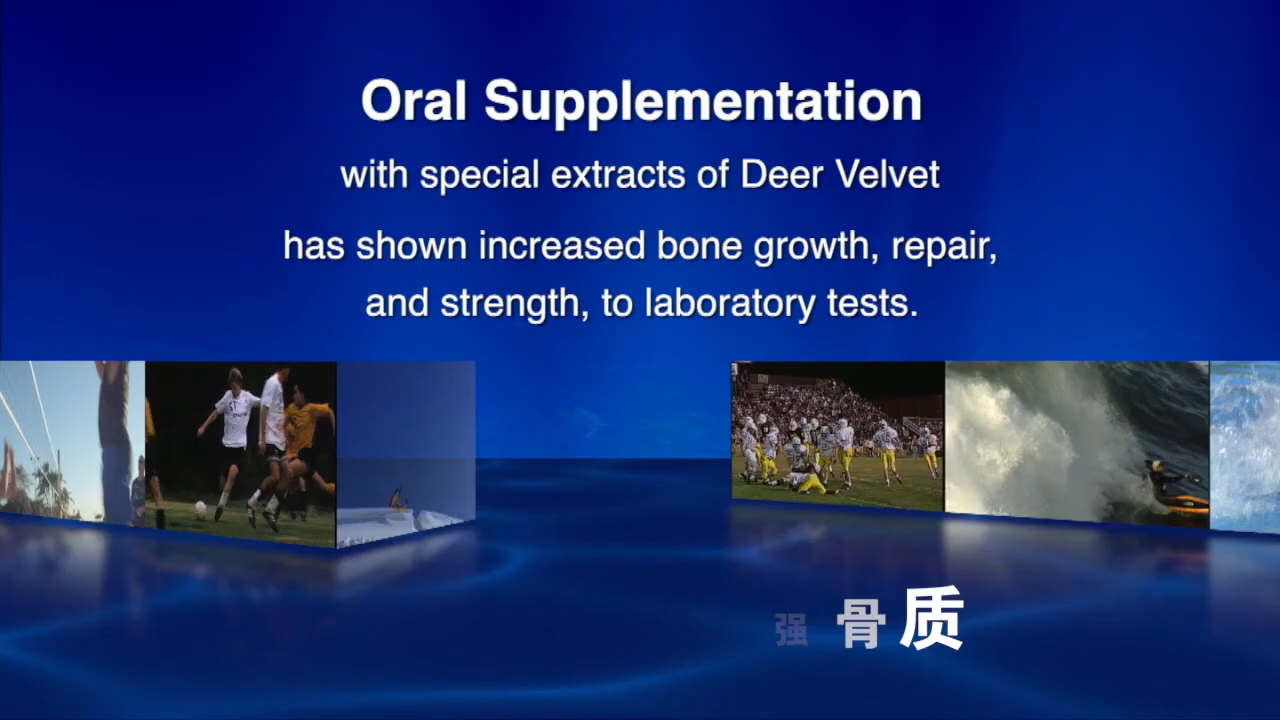 Oral Supplementation
with special extracts of Deer Velvet
has shown increased bone growth, repair,
and strength, to laboratory tests.
强骨质